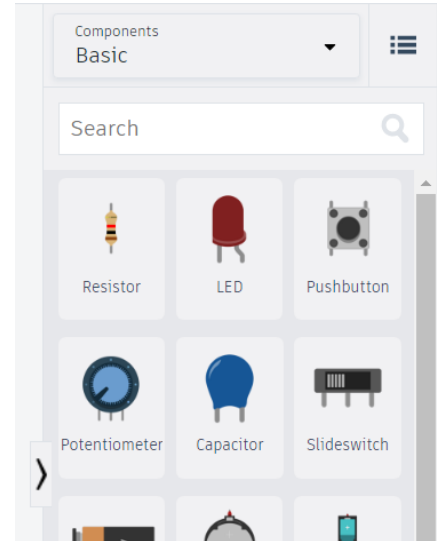 Components
Basic
Search
Resistor
LED
Pushbutton
Potentiometer
Capacitor
Slideswitch